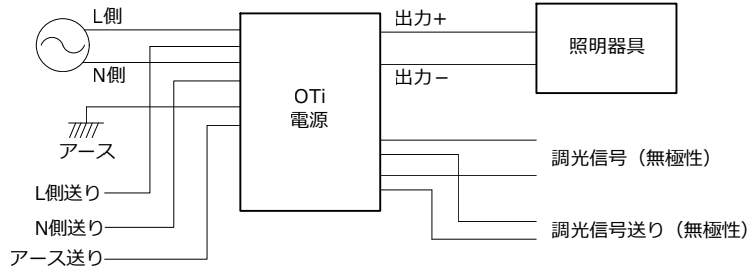 L側
N側
アース
L側送り
N側送り
アース送り
OTi
電源
出力+
出力−
照明器具
調光信号（無極性）
調光信号送り（無極性）